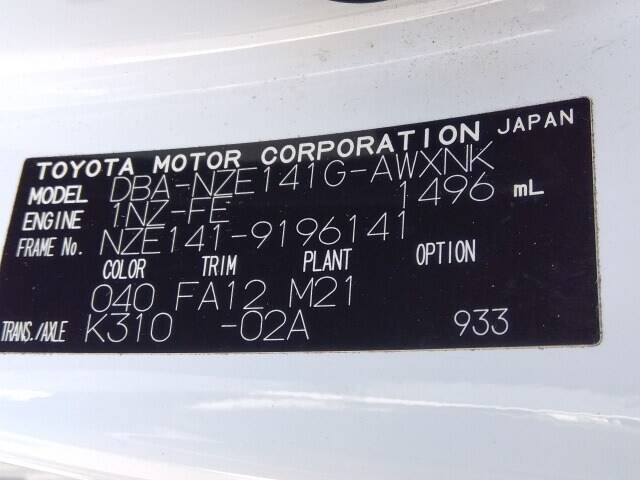 TOYOTA MOTOR CORPORATION JAPAN
MODEL DBA-NZE141G-AWXNK
ENGINE 1NZ-FE 1496 mL
FRAME No. NZE141-9196141
COLOR TRIM PLANT OPTION
040 FA12 M21
TRANS./AXLE K310 -02A 933